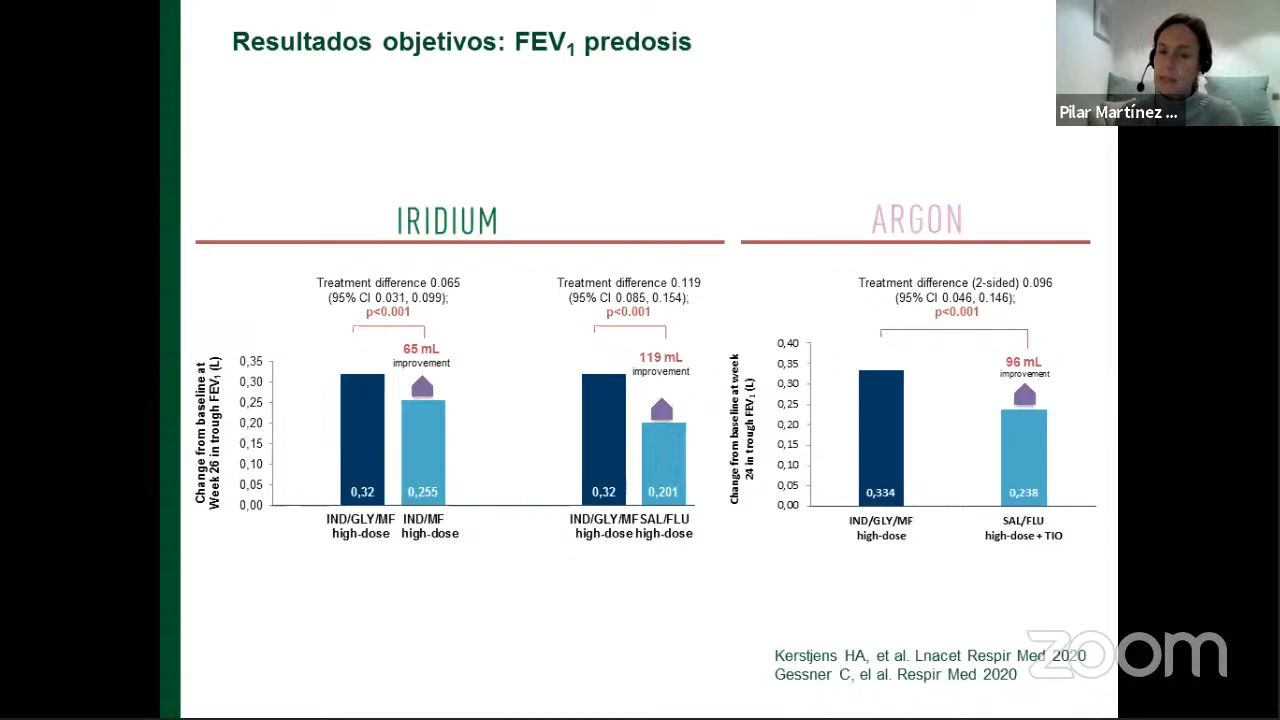 Resultados objetivos: FEV1 predosis
Pilar Martínez ...
IRIDIUM
ARGON
Treatment difference 0.065
(95% CI 0.031, 0.099);
p<0.001
Treatment difference 0.119
(95% CI 0.085, 0.154);
p<0.001
Treatment difference (2-sided) 0.096
(95% CI 0.046, 0.146);
p<0.001
Change from baseline at
Week 26 in trough FEV1 (L)
0,35
0,30
0,25
0,20
0,15
0,10
0,05
0,00
65 mL
improvement
119 mL
improvement
0,32
0,255
0,32
0,201
IND/GLY/MF
high-dose
IND/MF
high-dose
IND/GLY/MF
high-dose
SAL/FLU
high-dose
Change from baseline at week
24 in trough FEV1 (L)
0,40
0,35
0,30
0,25
0,20
0,15
0,10
0,05
0,00
96 mL
improvement
0,334
0,238
IND/GLY/MF
high-dose
SAL/FLU
high-dose + TIO
Kerstjens HA, et al. Lnacet Respir Med 2020
Gessner C, el al. Respir Med 2020
zoom